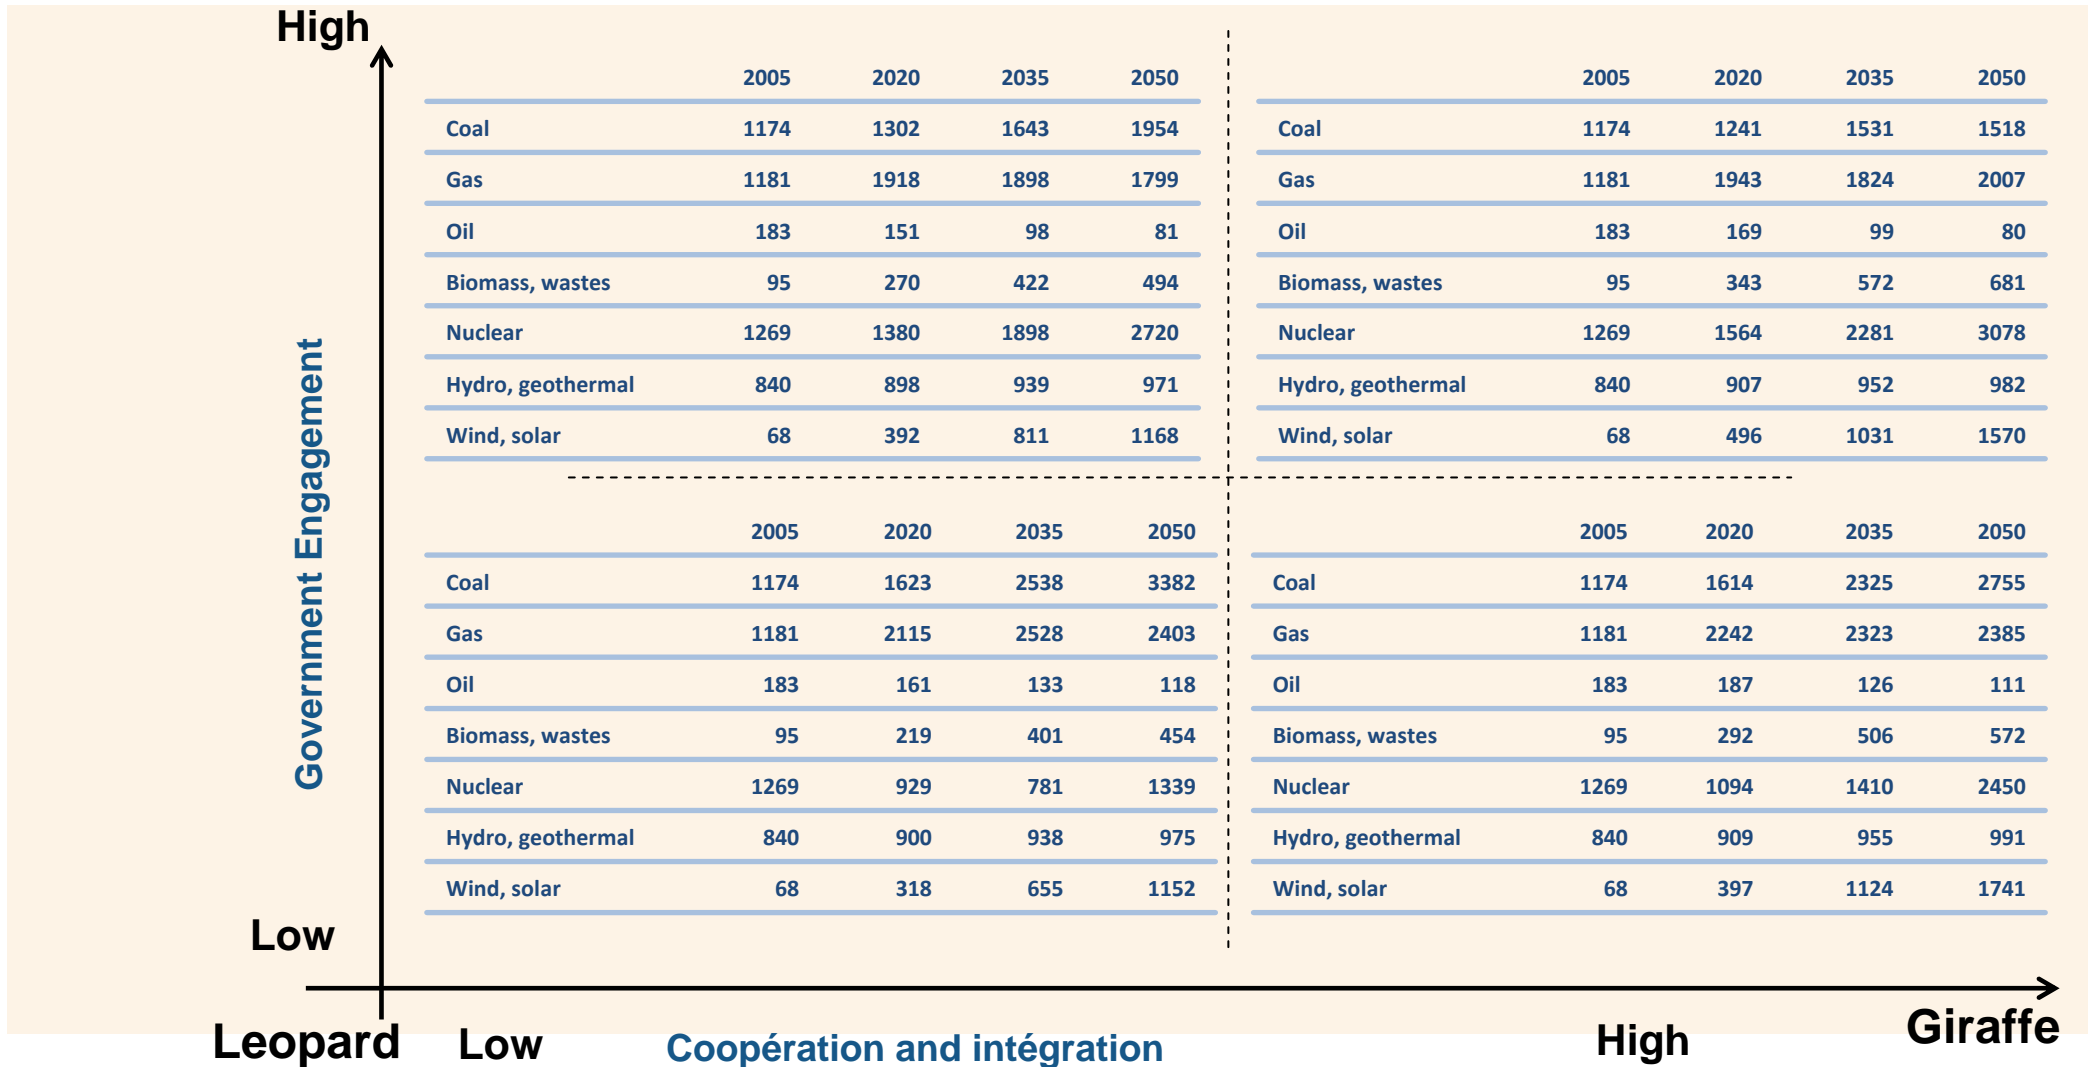 High
2005 2020 2035 2050
Coal 1174 1302 1643 1954
Gas 1181 1918 1898 1799
Oil 183 151 98 81
Biomass, wastes 95 270 422 494
Nuclear 1269 1380 1898 2720
Hydro, geothermal 840 898 939 971
Wind, solar 68 392 811 1168
2005 2020 2035 2050
Coal 1174 1241 1531 1518
Gas 1181 1943 1824 2007
Oil 183 169 99 80
Biomass, wastes 95 343 572 681
Nuclear 1269 1564 2281 3078
Hydro, geothermal 840 907 952 982
Wind, solar 68 496 1031 1570
Government Engagement
2005 2020 2035 2050
Coal 1174 1623 2538 3382
Gas 1181 2115 2528 2403
Oil 183 161 133 118
Biomass, wastes 95 219 401 454
Nuclear 1269 929 781 1339
Hydro, geothermal 840 900 938 975
Wind, solar 68 318 655 1152
2005 2020 2035 2050
Coal 1174 1614 2325 2755
Gas 1181 2242 2323 2385
Oil 183 187 126 111
Biomass, wastes 95 292 506 572
Nuclear 1269 1094 1410 2450
Hydro, geothermal 840 909 955 991
Wind, solar 68 397 1124 1741
Low
Leopard Low Coopération and intégration High Giraffe